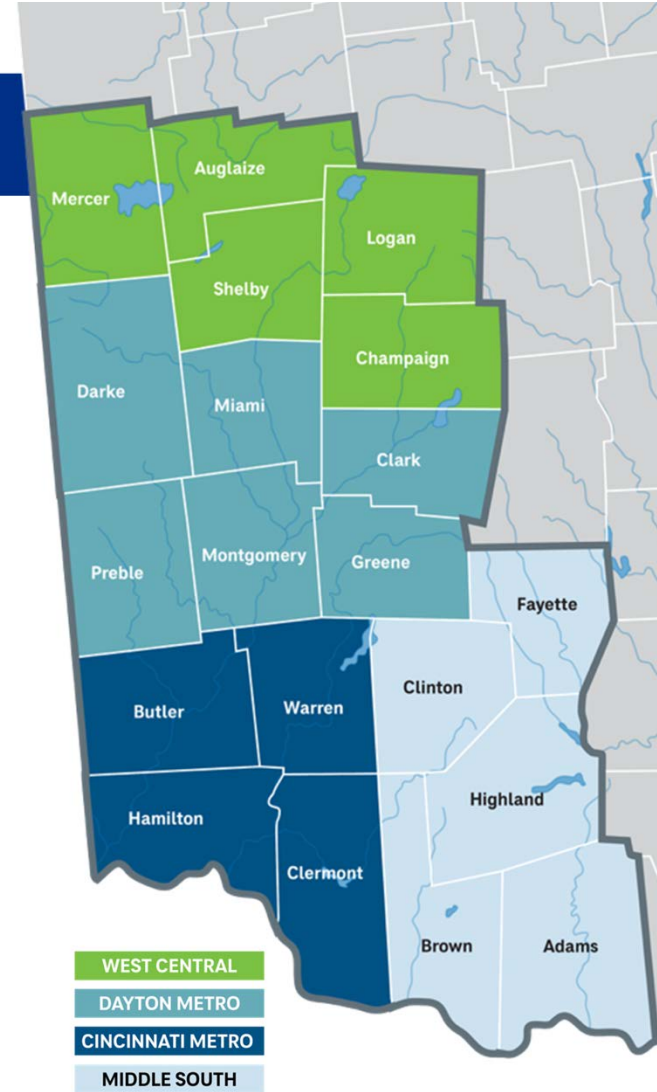 Mercer
Auglaize
Logan
Shelby
Champaign
Darke
Miami
Clark
Preble
Montgomery
Greene
Fayette
Clinton
Butler
Warren
Highland
Hamilton
Clermont
Brown
Adams
WEST CENTRAL
DAYTON METRO
CINCINNATI METRO
MIDDLE SOUTH